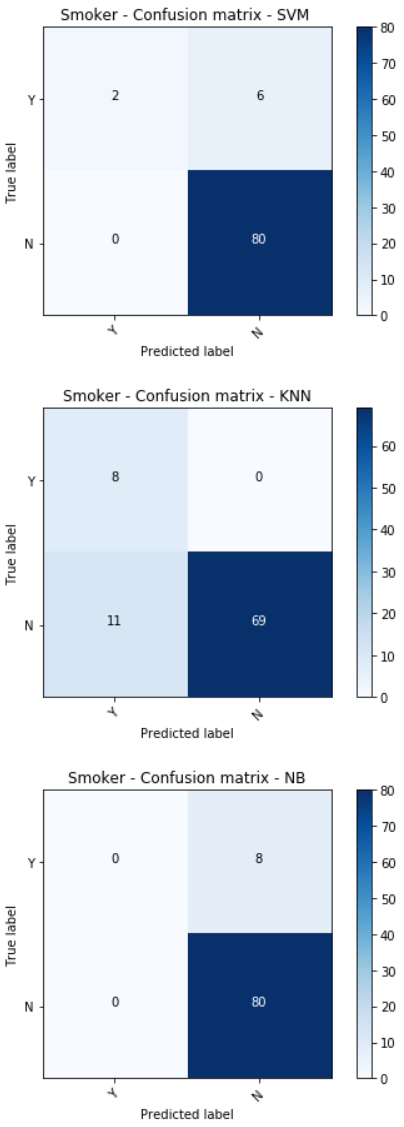 Smoker - Confusion matrix - SVM
80
70
Y 2 6
60
50
True label
40
30
N 0 80
20
10
0
Y N
Predicted label
Smoker - Confusion matrix - KNN
60
Y 8 0
50
40
True label
30
N 11 69
20
10
0
Y N
Predicted label
Smoker - Confusion matrix - NB
80
70
Y 0 8
60
50
True label
40
30
N 0 80
20
10
0
Y N
Predicted label